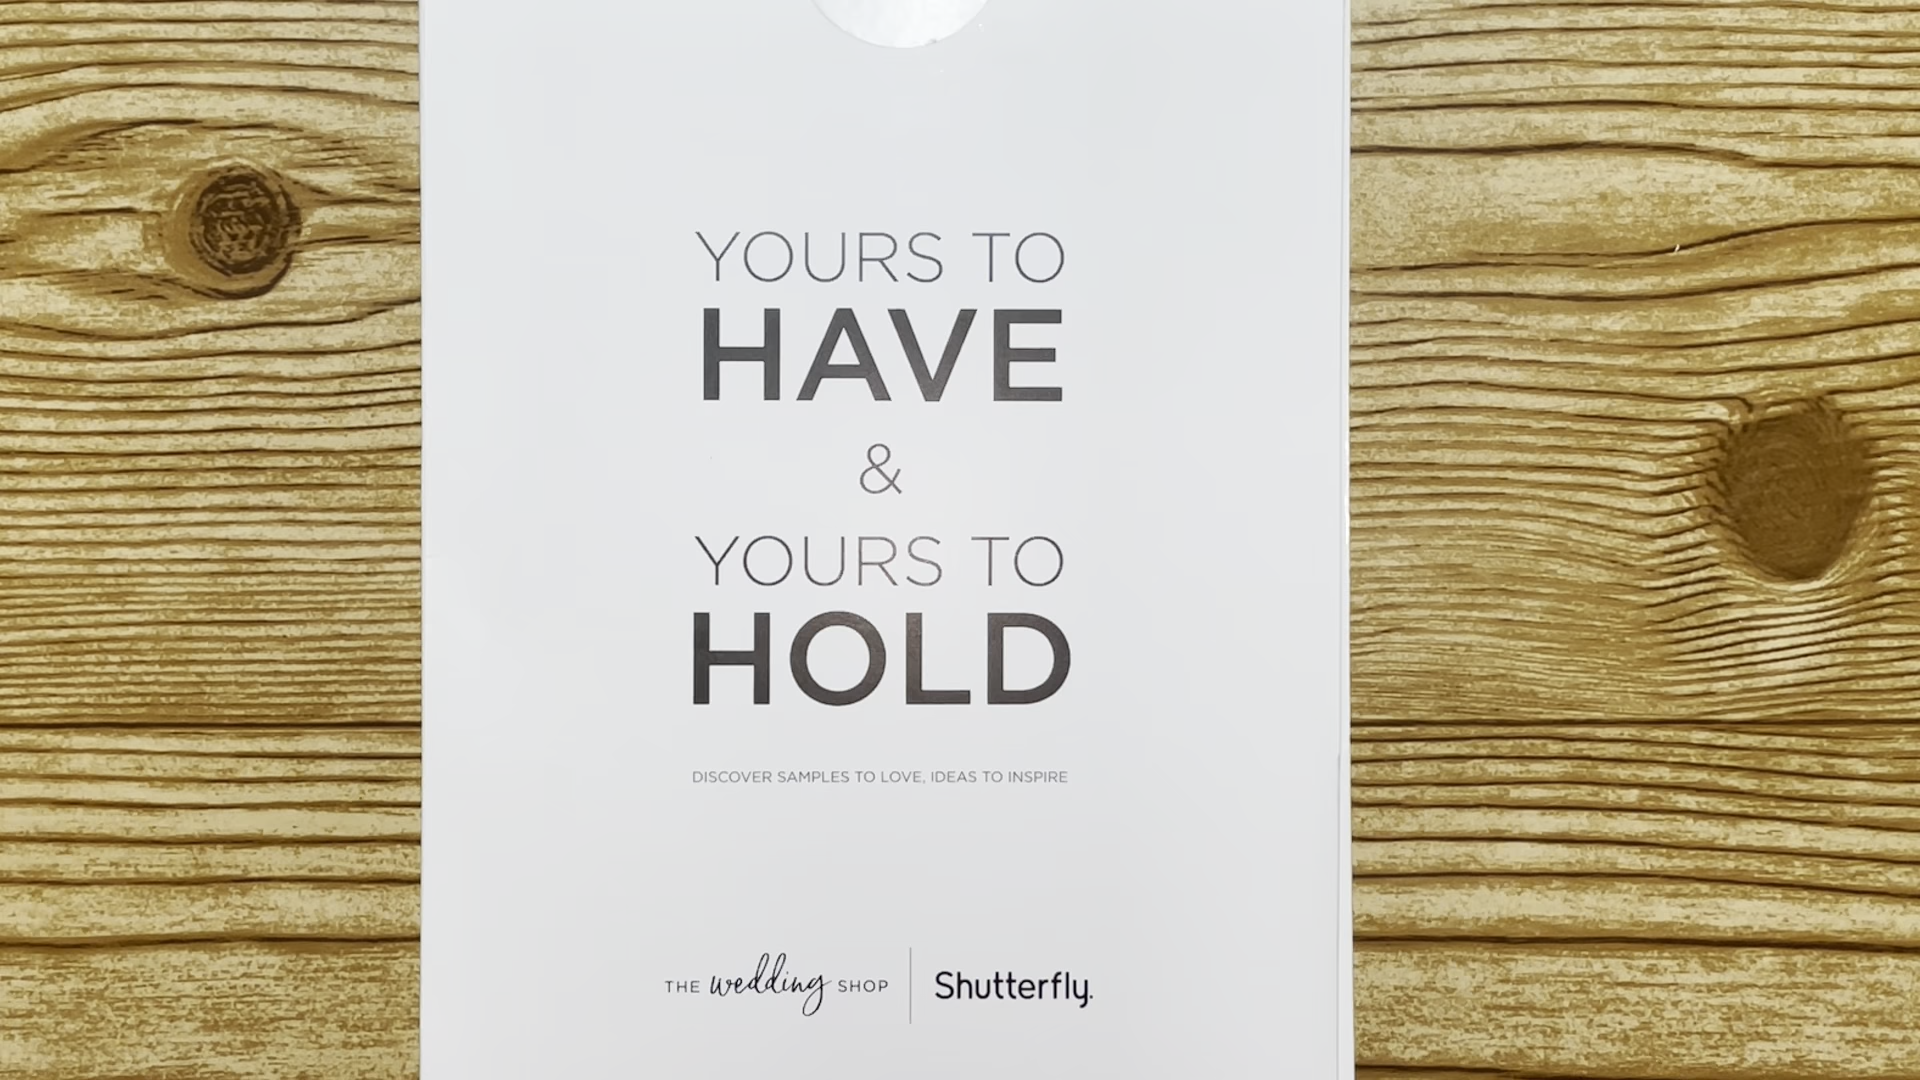 YOURS TO
HAVE
&
YOURS TO
HOLD
DISCOVER SAMPLES TO LOVE, IDEAS TO INSPIRE
THE wedding SHOP | Shutterfly.